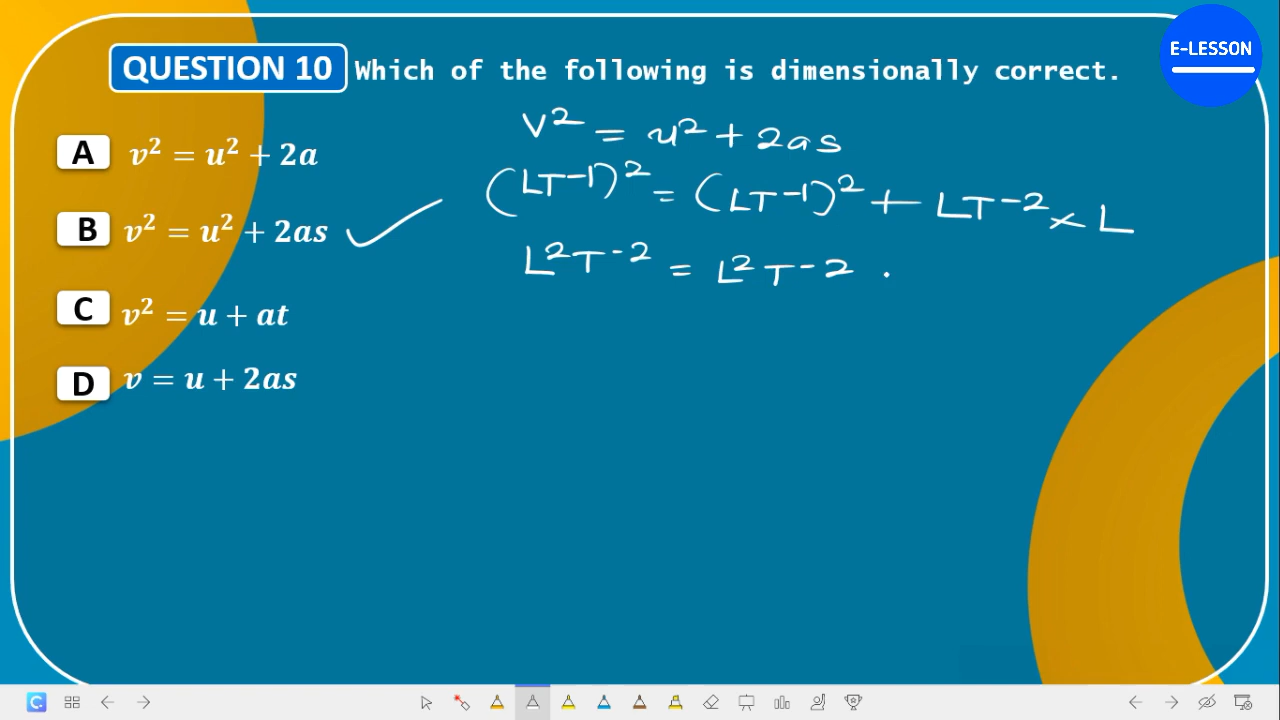 E-LESSON
QUESTION 10 Which of the following is dimensionally correct.
A v² = u² + 2a
B v² = u² + 2as
C v² = u + at
D v = u + 2as
v² = u² + 2as
(LT-1)² = (LT-1)² + LT-2 × L
L²T-2 = L²T-2 .